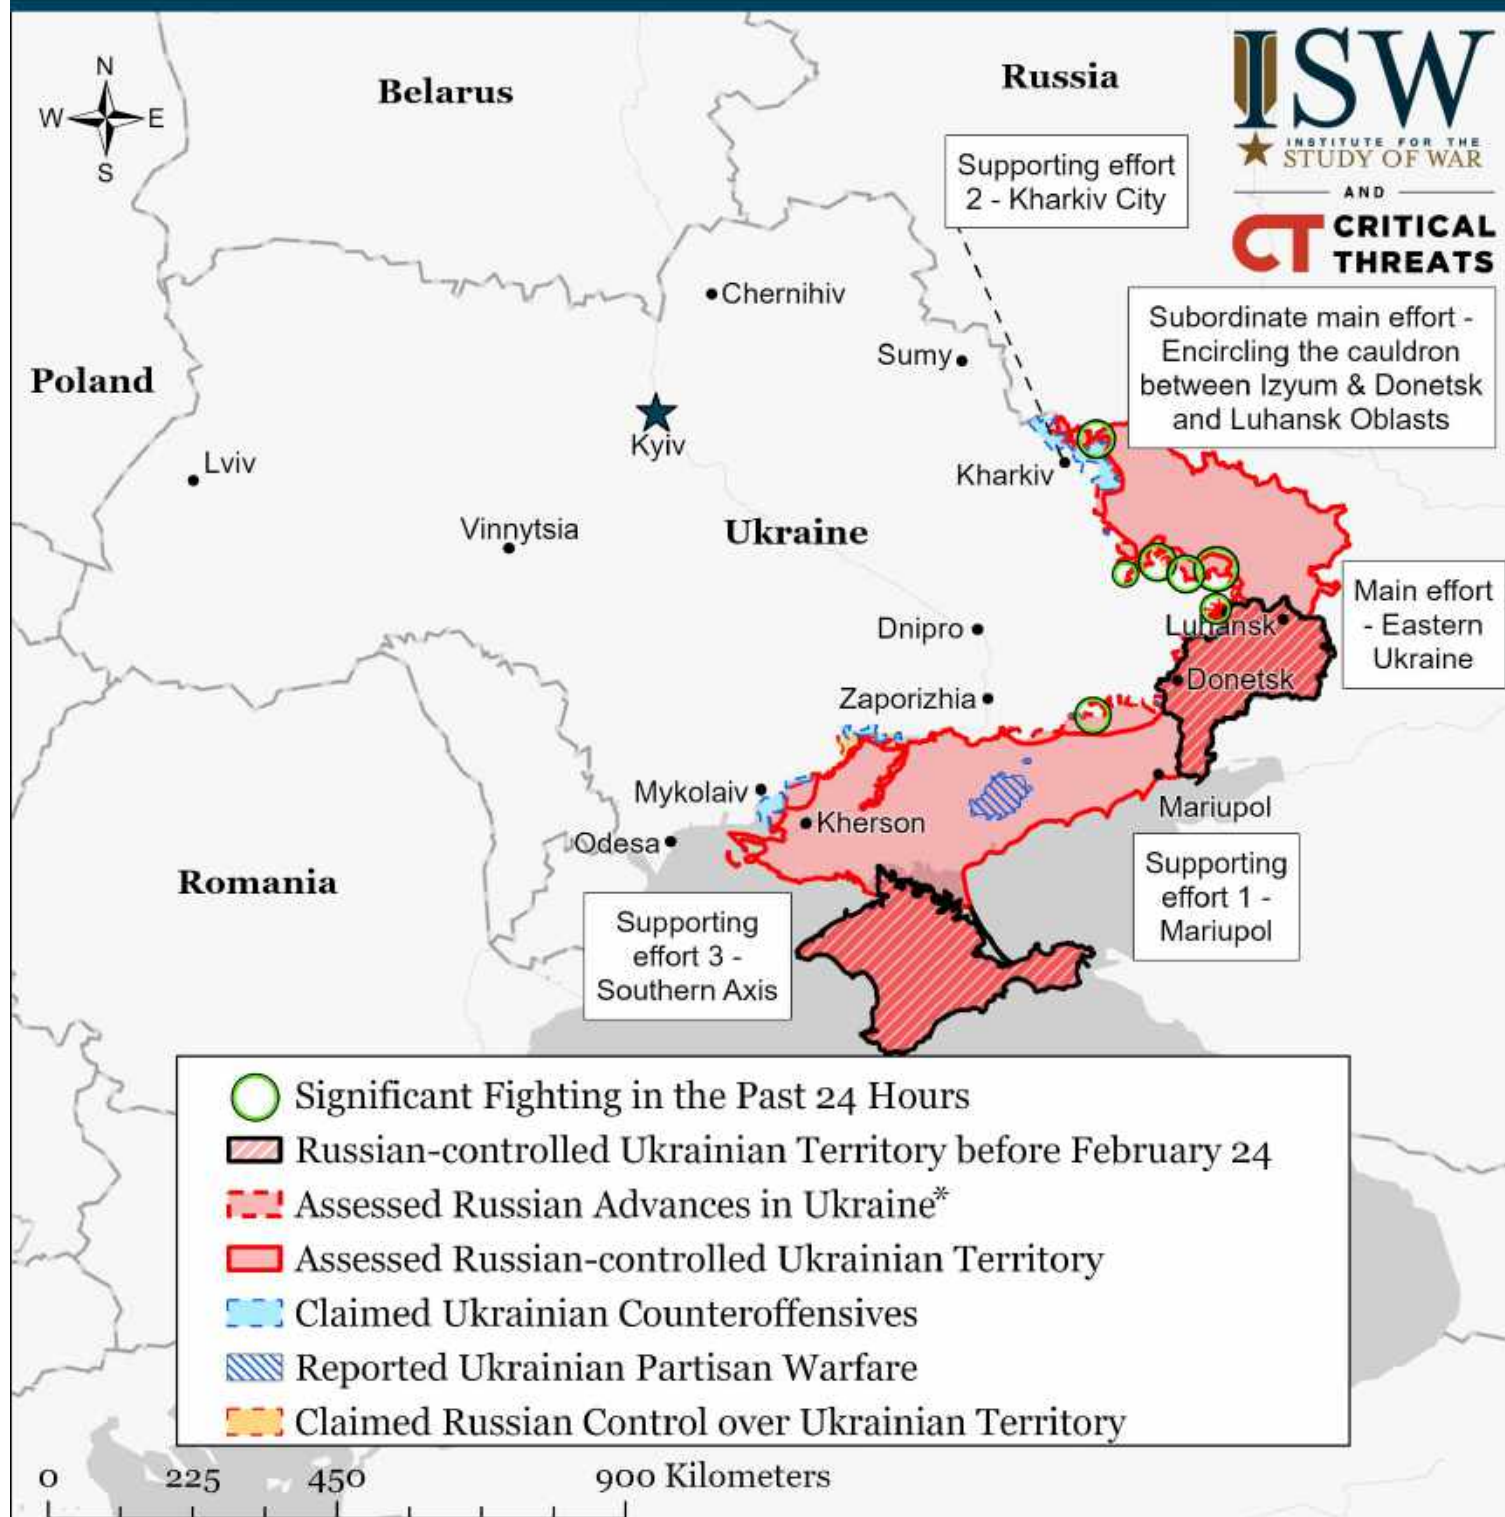 N
W
E
S
Belarus
Russia
ISW
INSTITUTE FOR THE
STUDY OF WAR
AND
CT CRITICAL
THREATS
Supporting effort
2 - Kharkiv City
Subordinate main effort -
Encircling the cauldron
between Izyum & Donetsk
and Luhansk Oblasts
Chernihiv
Sumy
Poland
Kyiv
Lviv
Kharkiv
Vinnytsia
Ukraine
Main effort
- Eastern
Ukraine
Dnipro
Luhansk
Donetsk
Zaporizhia
Mykolaiv
Mariupol
Kherson
Odesa
Romania
Supporting
effort 1 -
Mariupol
Supporting
effort 3 -
Southern Axis
Significant Fighting in the Past 24 Hours
Russian-controlled Ukrainian Territory before February 24
Assessed Russian Advances in Ukraine*
Assessed Russian-controlled Ukrainian Territory
Claimed Ukrainian Counteroffensives
Reported Ukrainian Partisan Warfare
Claimed Russian Control over Ukrainian Territory
0 225 450 900 Kilometers